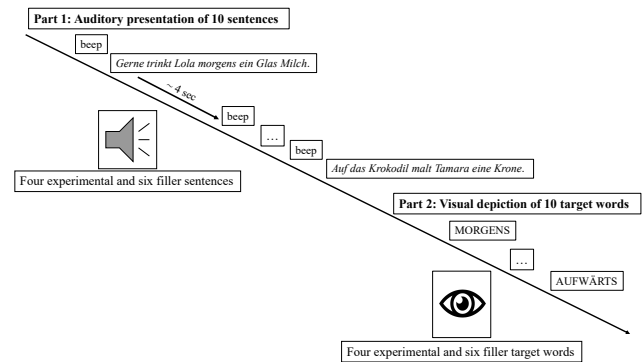 Part 1: Auditory presentation of 10 sentences
beep
Gerne trinkt Lola morgens ein Glas Milch.
~ 4 sec
beep
…
beep
Auf das Krokodil malt Tamara eine Krone.
Four experimental and six filler sentences
Part 2: Visual depiction of 10 target words
MORGENS
…
AUFWÄRTS
Four experimental and six filler target words